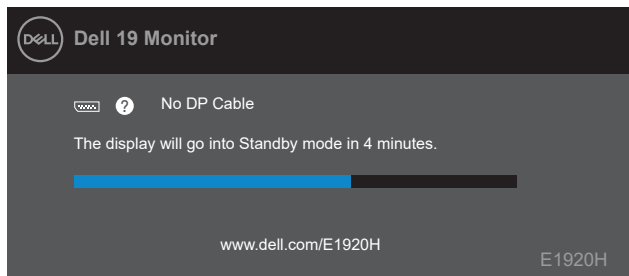 DELL Dell 19 Monitor
? No DP Cable
The display will go into Standby mode in 4 minutes.
www.dell.com/E1920H
E1920H